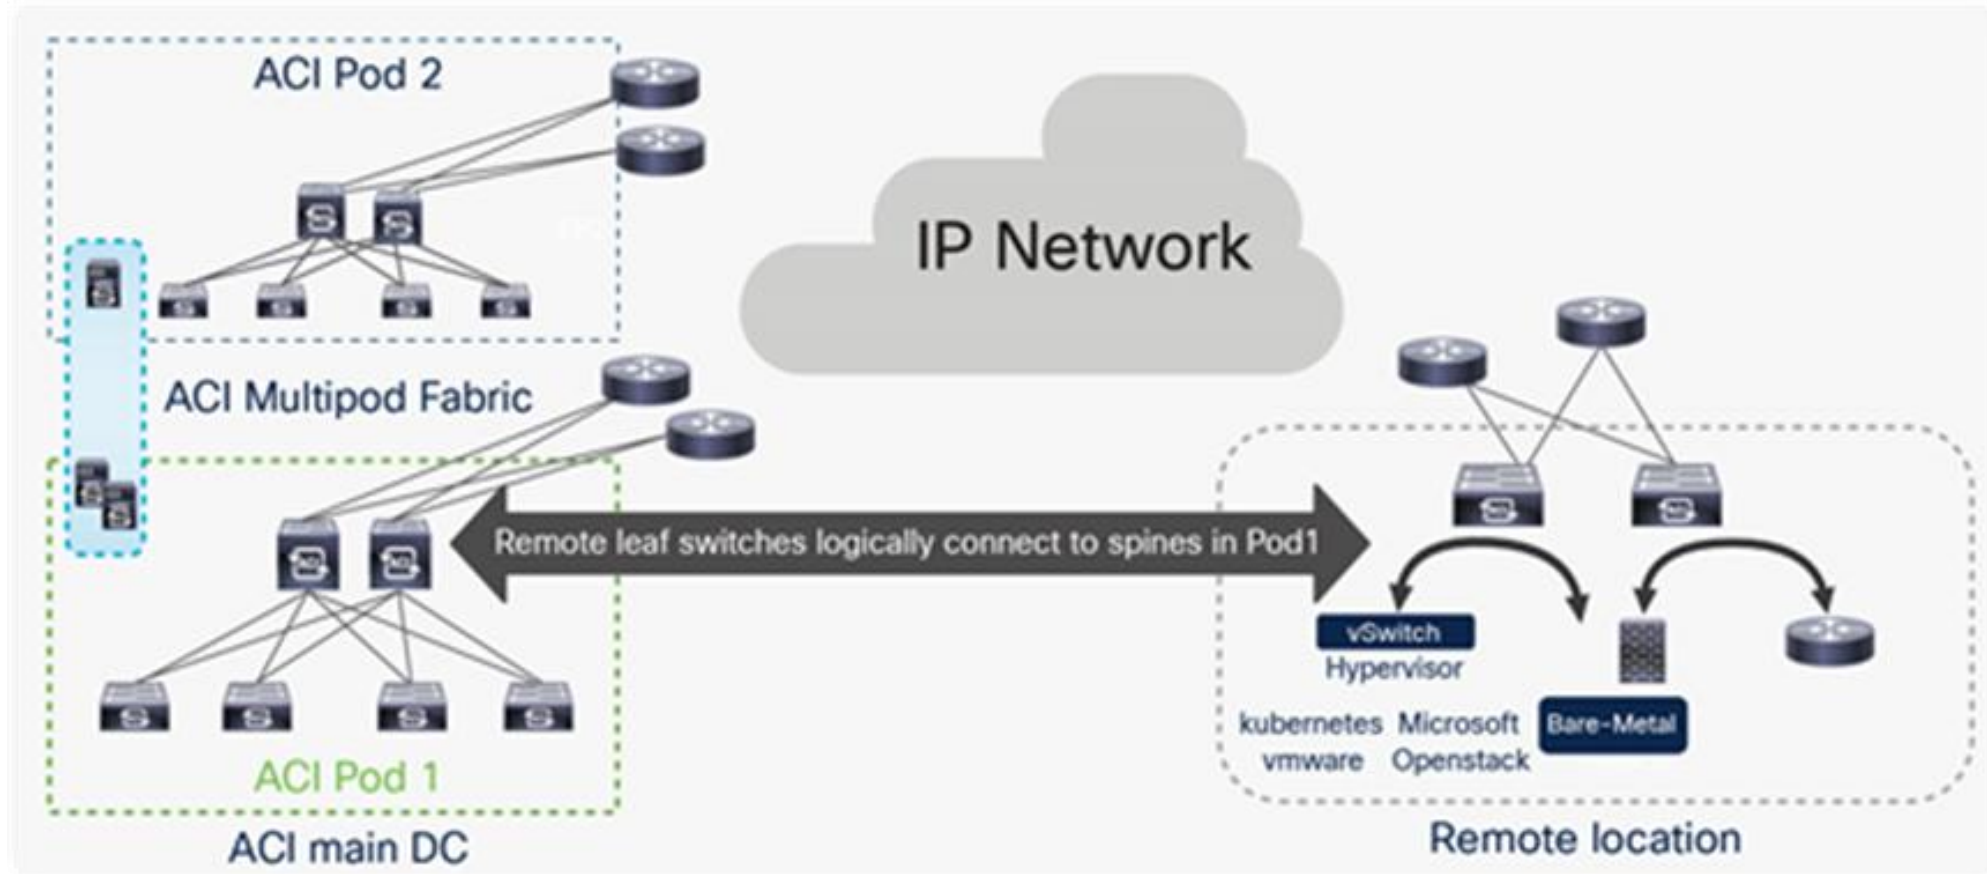 ACI Pod 2
IP Network
ACI Multipod Fabric
Remote leaf switches logically connect to spines in Pod1
vSwitch
Hypervisor
kubernetes Microsoft
vmware Openstack
Bare-Metal
ACI Pod 1
ACI main DC
Remote location